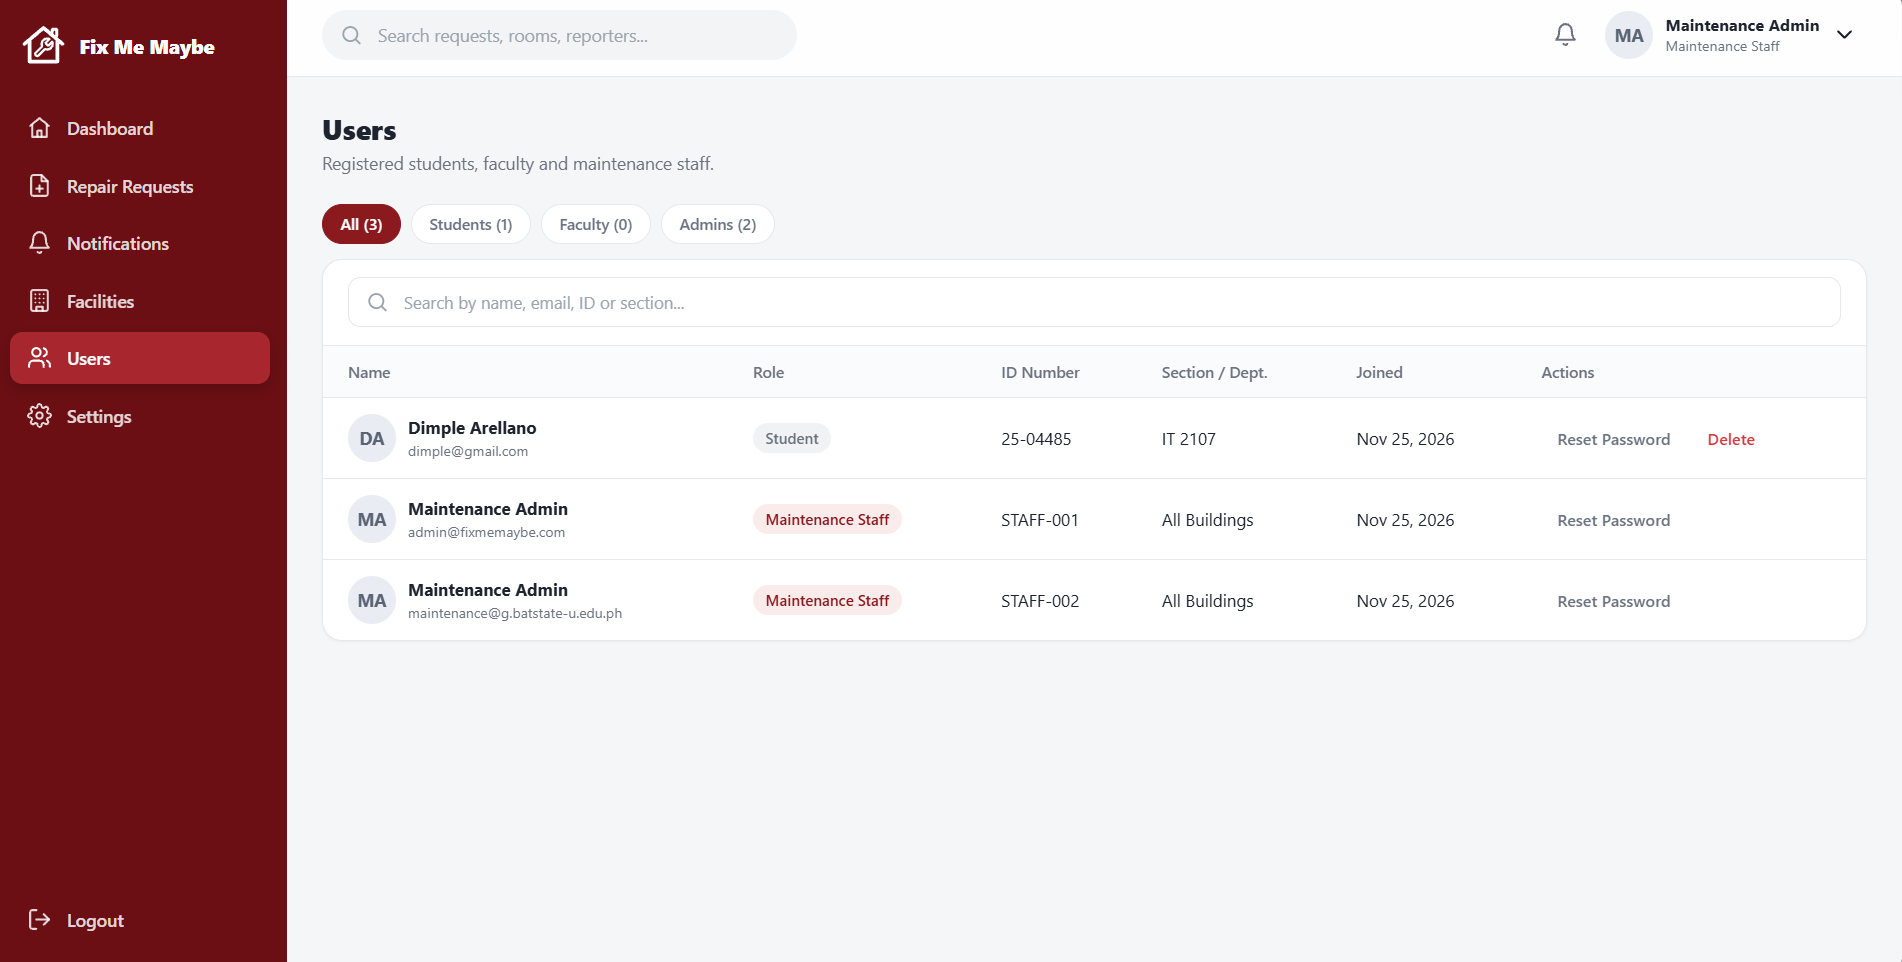 Fix Me Maybe
Search requests, rooms, reporters...
MA
Maintenance Admin
Maintenance Staff
Dashboard
Repair Requests
Notifications
Facilities
Users
Settings
Logout
Users
Registered students, faculty and maintenance staff.
All (3)
Students (1)
Faculty (0)
Admins (2)
Search by name, email, ID or section...
Name Role ID Number Section / Dept. Joined Actions
DA Dimple Arellano Student 25-04485 IT 2107 Nov 25, 2026 Reset Password Delete
dimple@gmail.com
MA Maintenance Admin Maintenance Staff STAFF-001 All Buildings Nov 25, 2026 Reset Password
admin@fixmemaybe.com
MA Maintenance Admin Maintenance Staff STAFF-002 All Buildings Nov 25, 2026 Reset Password
maintenance@g.batstate-u.edu.ph